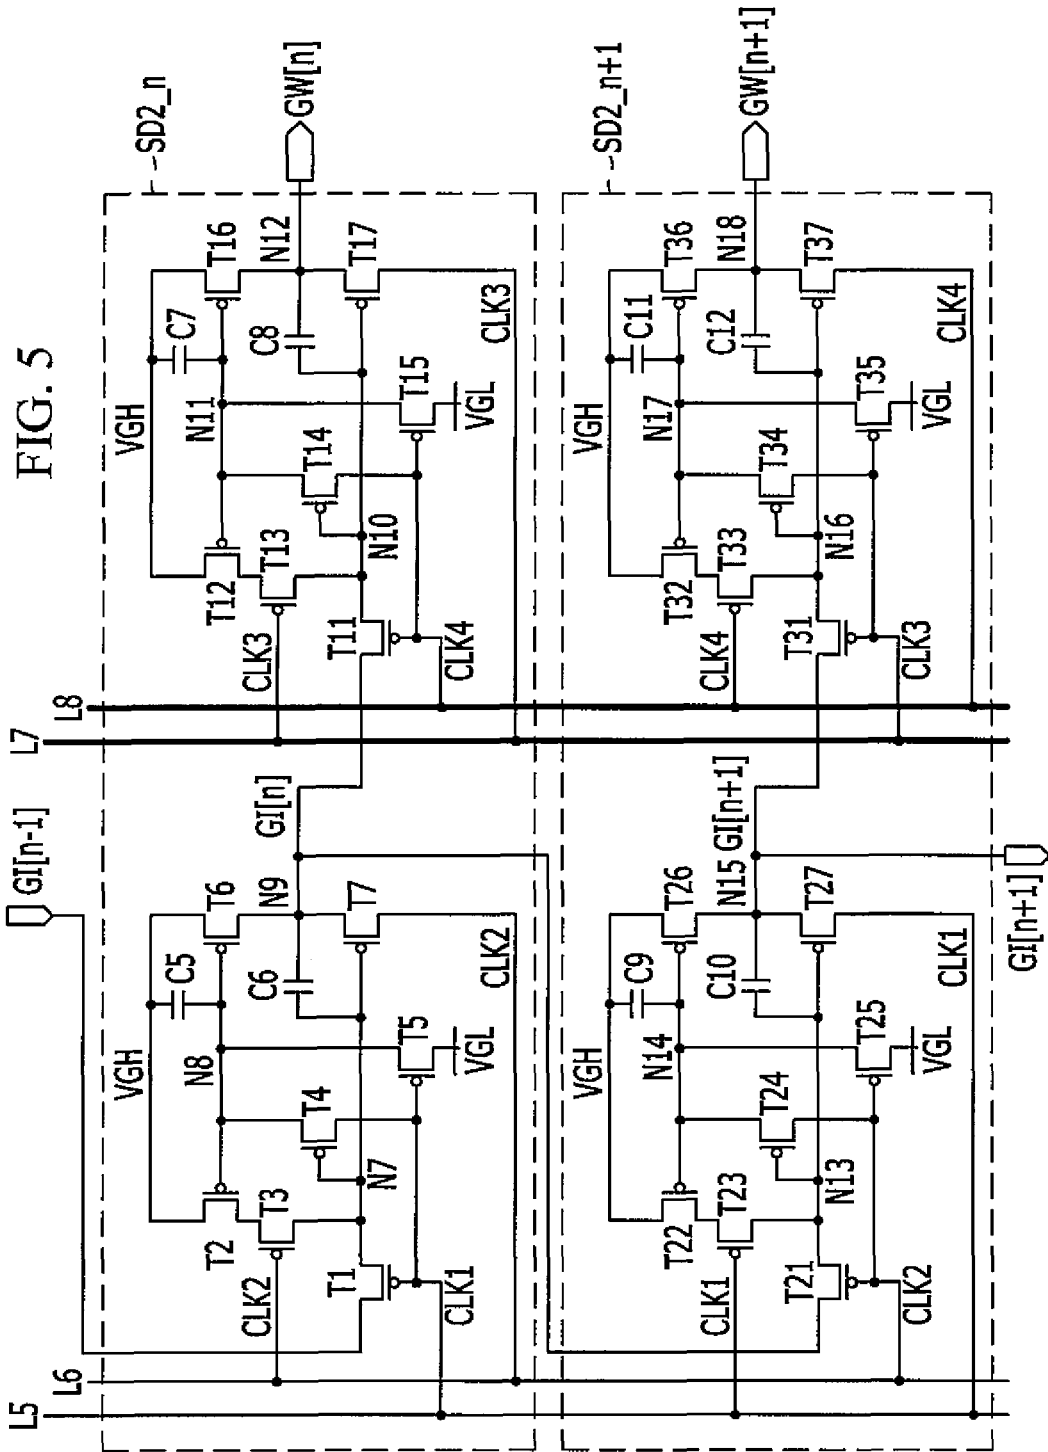 FIG. 5
GI[n-1]
L5
L6
L7
L8
SD2_n
VGH
C5
N8
T6
T2
T3
CLK2
T4
C6
N9
T5
VGL
T1
N7
T7
CLK1
CLK2
GI[n]
VGH
C7
N11
T16
T12
T13
CLK3
T14
C8
N12
T15
VGL
T11
N10
T17
CLK4
CLK3
GW[n]
SD2_n+1
VGH
C9
N14
T26
T22
T23
CLK1
T24
C10
N15
T25
VGL
T21
N13
T27
CLK2
CLK1
GI[n+1]
GI[n+1]
VGH
C11
N17
T36
T32
T33
CLK4
T34
C12
N18
T35
VGL
T31
N16
T37
CLK3
CLK4
GW[n+1]